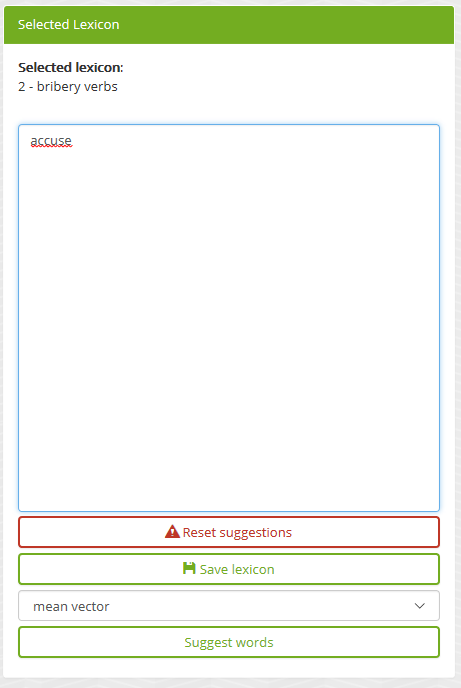 Selected Lexicon
Selected lexicon:
2 - bribery verbs
accuse
Reset suggestions
Save lexicon
mean vector
Suggest words